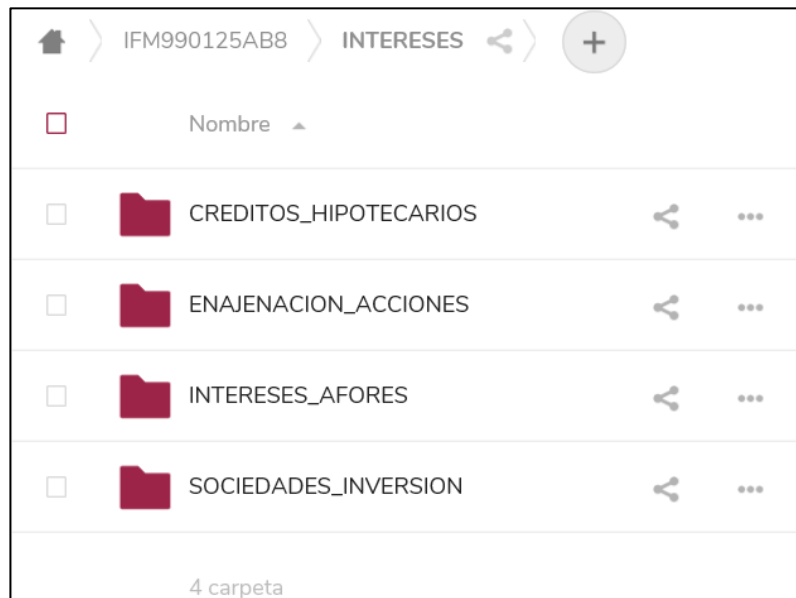 IFM990125AB8 INTERESES
Nombre
CREDITOS_HIPOTECARIOS
ENAJENACION_ACCIONES
INTERESES_AFORES
SOCIEDADES_INVERSION
4 carpeta